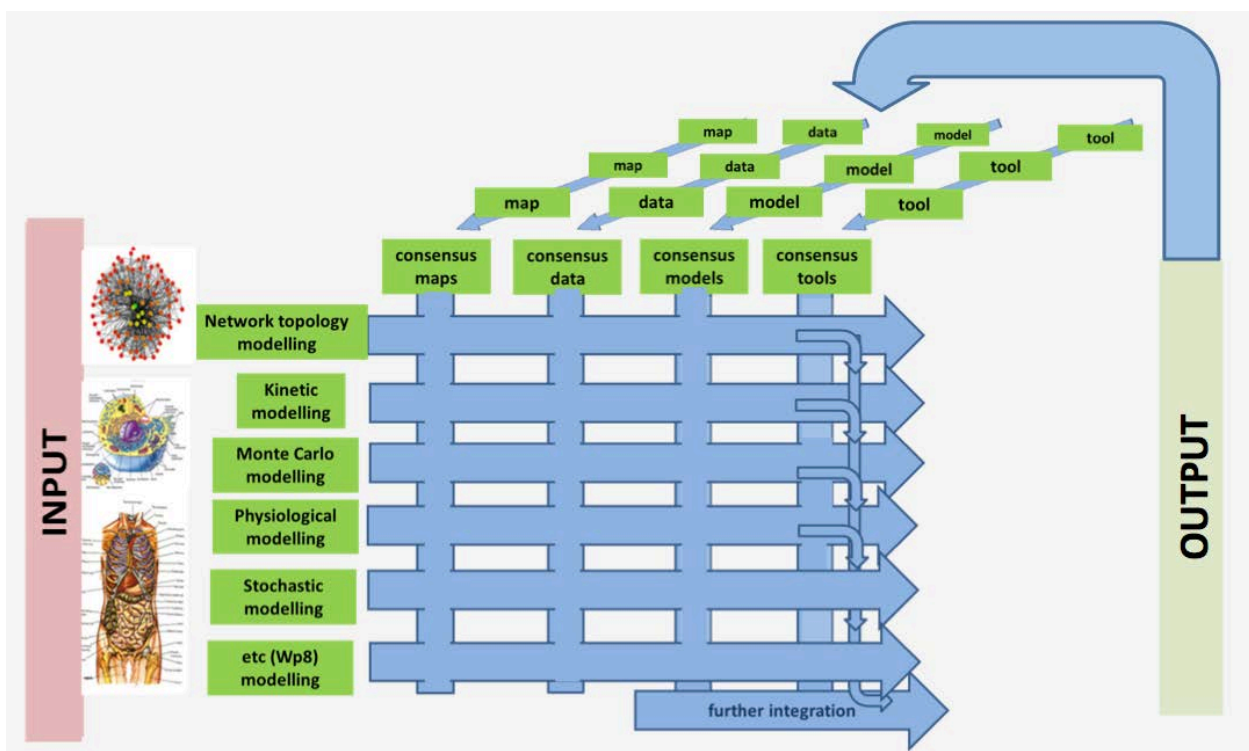 map
data
model
tool
map
data
model
tool
map
data
model
tool
consensus
maps
consensus
data
consensus
models
consensus
tools
INPUT
Network topology
modelling
Kinetic
modelling
Monte Carlo
modelling
Physiological
modelling
Stochastic
modelling
etc (Wp8)
modelling
further integration
OUTPUT